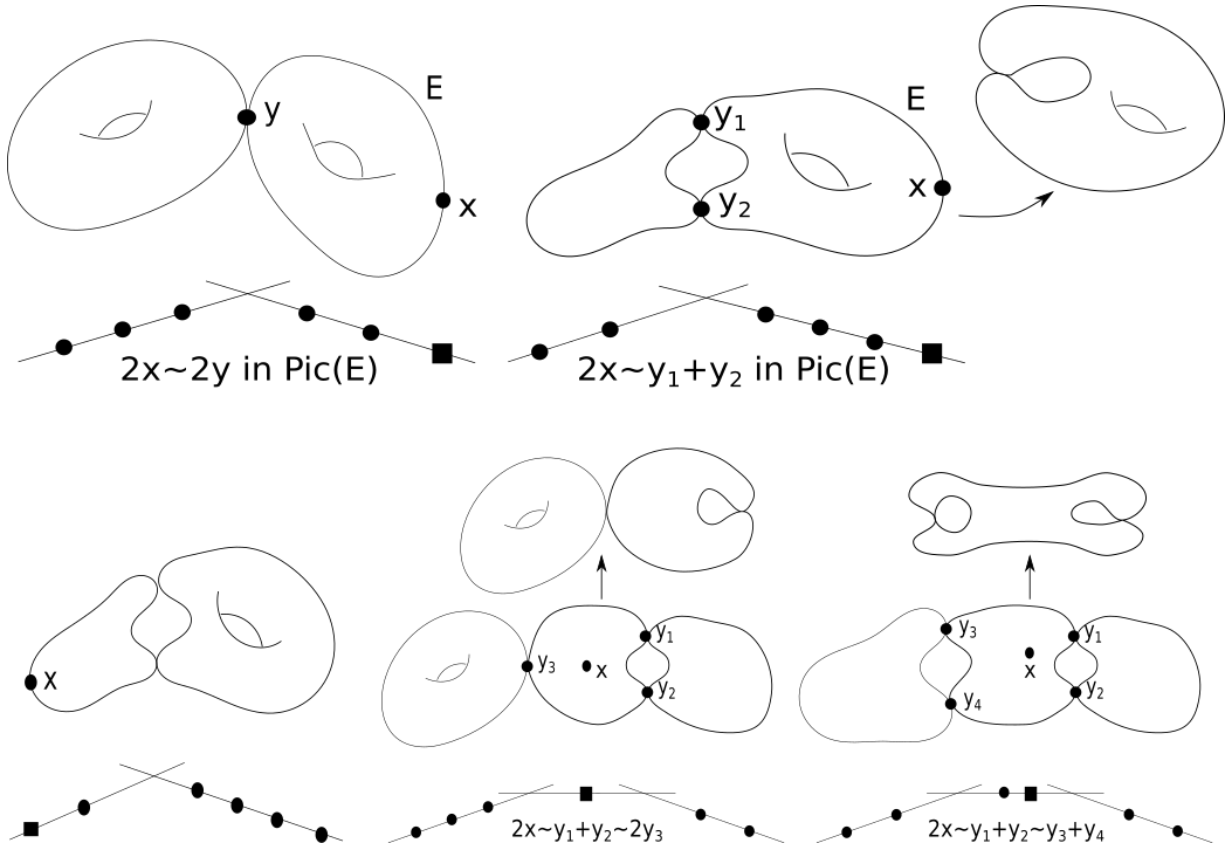 E
y
x
2x~2y in Pic(E)
E
y₁
x
y₂
2x~y₁+y₂ in Pic(E)
x
y₁
y₃
x
y₂
2x~y₁+y₂~2y₃
y₃
y₁
x
y₄
y₂
2x~y₁+y₂~y₃+y₄